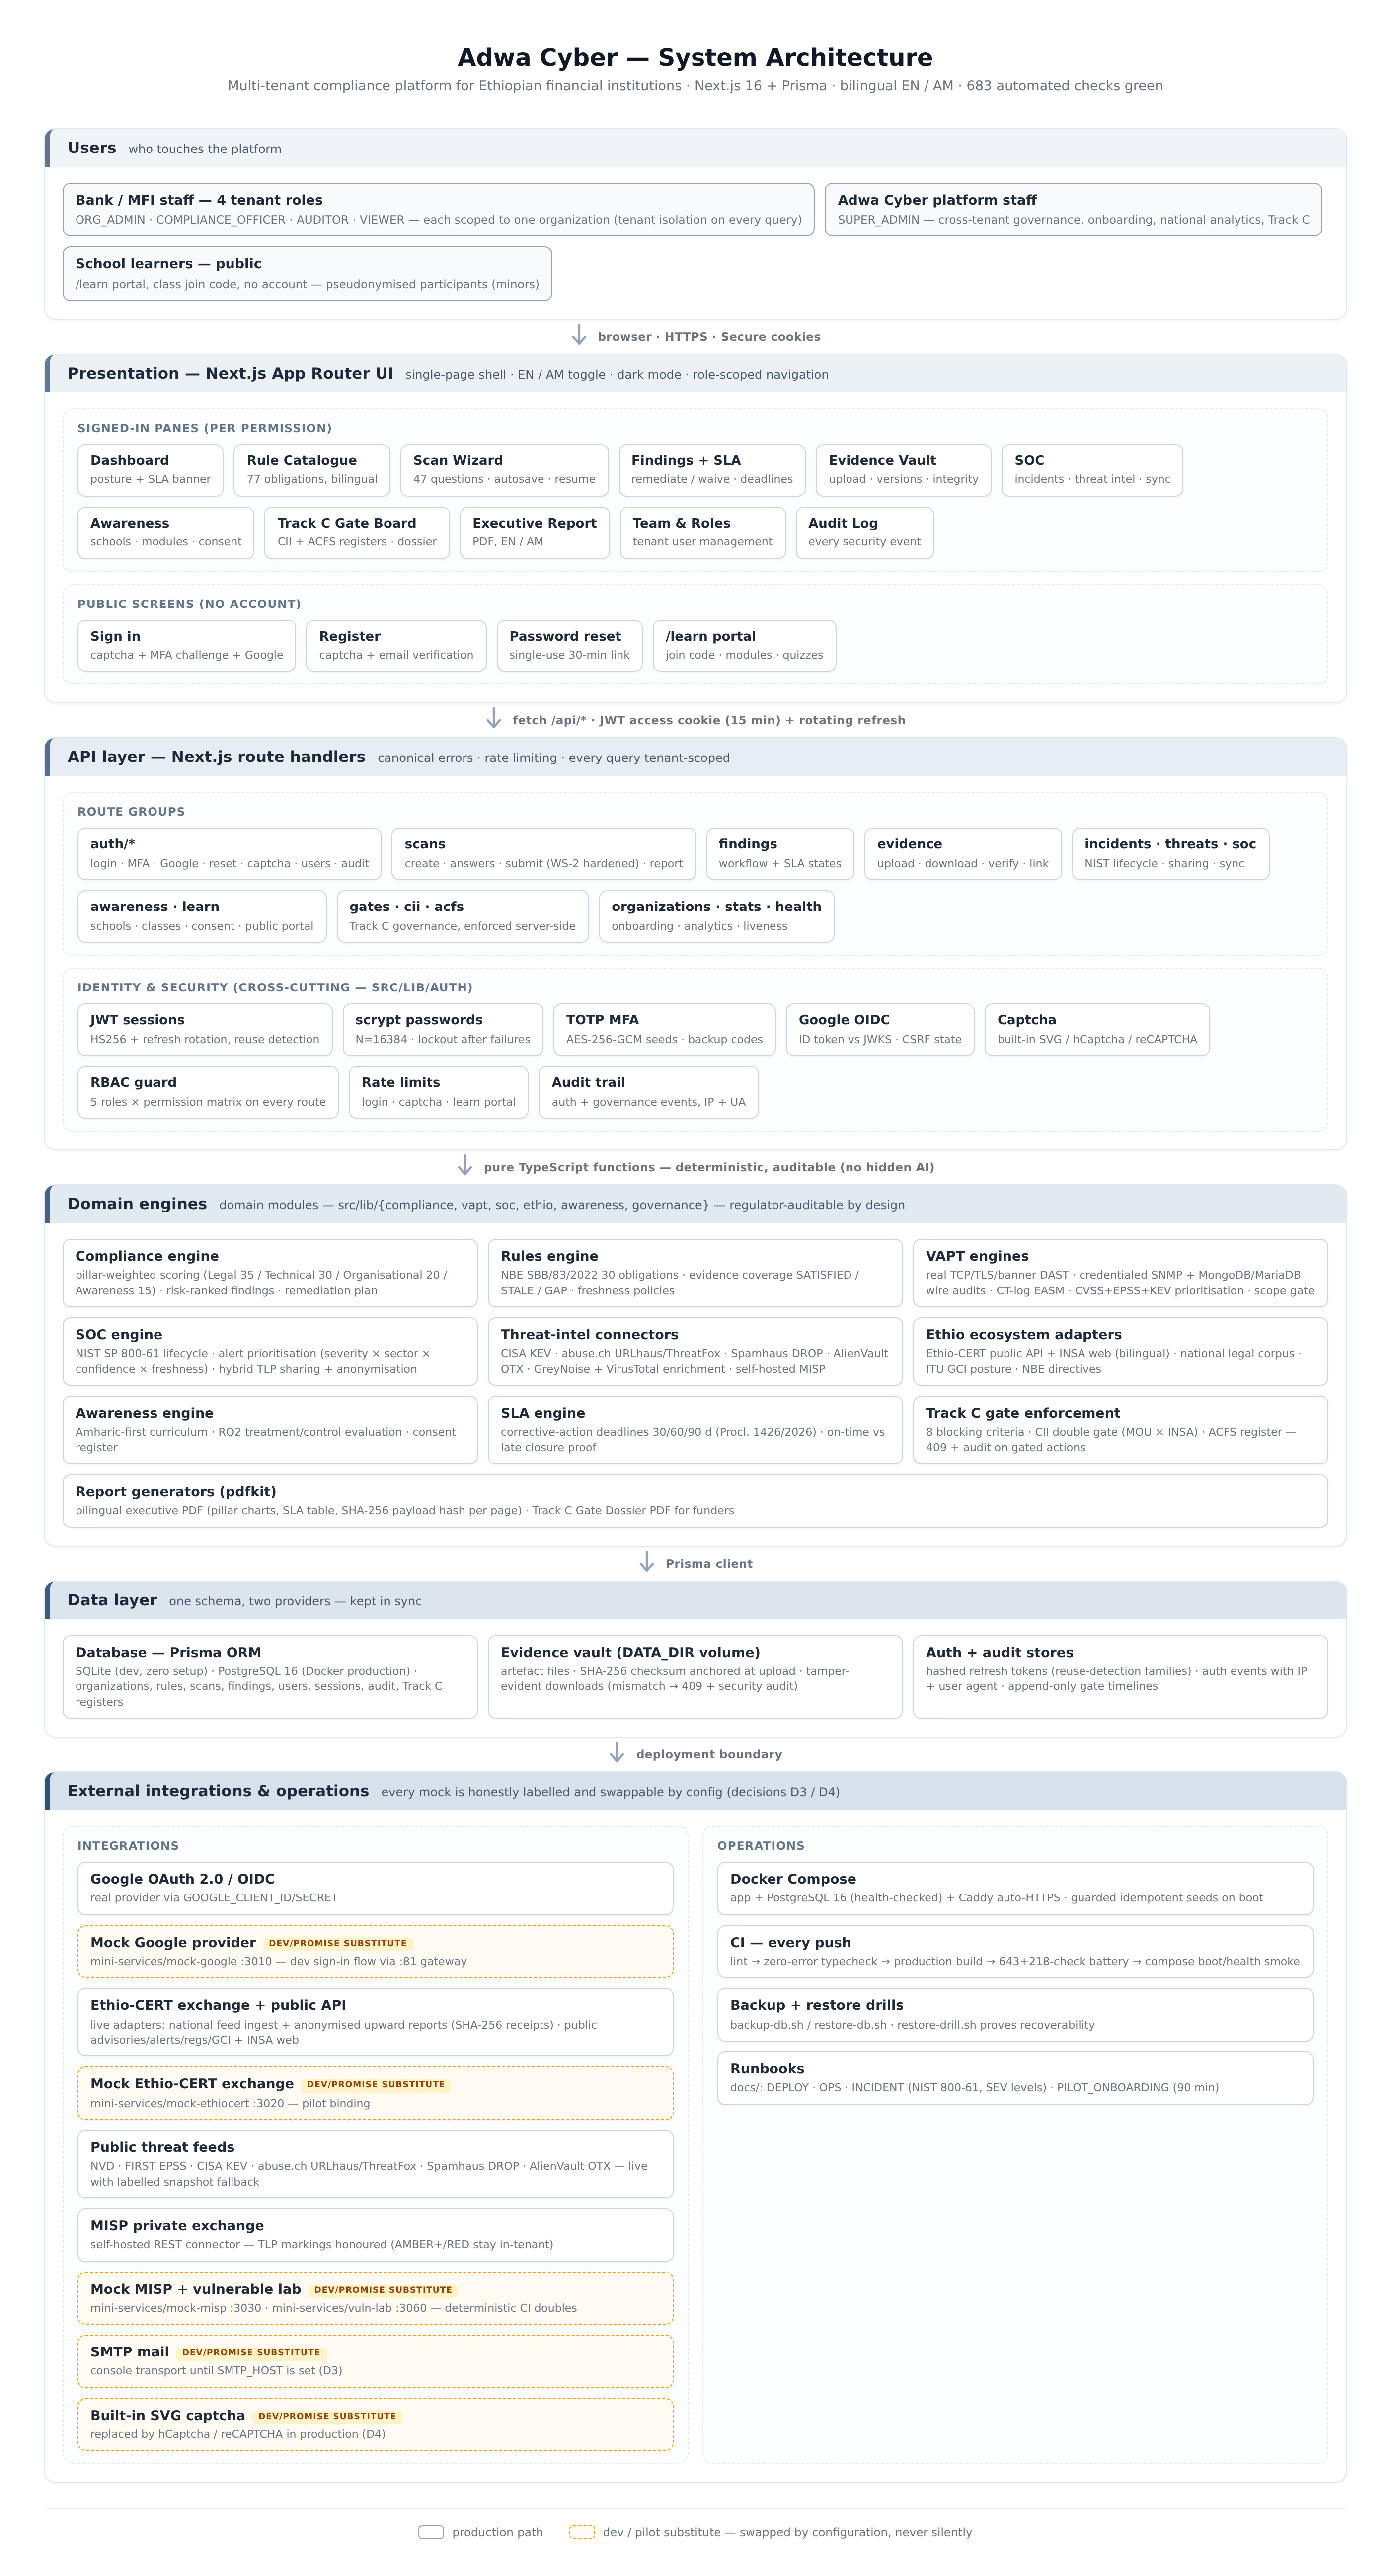 Adwa Cyber — System Architecture
Multi-tenant compliance platform for Ethiopian financial institutions · Next.js 16 + Prisma · bilingual EN / AM · 683 automated checks green
Users who touches the platform
Bank / MFI staff — 4 tenant roles
ORG_ADMIN · COMPLIANCE_OFFICER · AUDITOR · VIEWER — each scoped to one organization (tenant isolation on every query)
Adwa Cyber platform staff
SUPER_ADMIN — cross-tenant governance, onboarding, national analytics, Track C
School learners — public
/learn portal, class join code, no account — pseudonymised participants (minors)
browser · HTTPS · Secure cookies
Presentation — Next.js App Router UI single-page shell · EN / AM toggle · dark mode · role-scoped navigation
SIGNED-IN PANES (PER PERMISSION)
Dashboard
posture + SLA banner
Rule Catalogue
77 obligations, bilingual
Scan Wizard
47 questions · autosave · resume
Findings + SLA
remediate / waive · deadlines
Evidence Vault
upload · versions · integrity
SOC
incidents · threat intel · sync
Awareness
schools · modules · consent
Track C Gate Board
CII + ACFS registers · dossier
Executive Report
PDF, EN / AM
Team & Roles
tenant user management
Audit Log
every security event
PUBLIC SCREENS (NO ACCOUNT)
Sign in
captcha + MFA challenge + Google
Register
captcha + email verification
Password reset
single-use 30-min link
/learn portal
join code · modules · quizzes
fetch /api/* · JWT access cookie (15 min) + rotating refresh
API layer — Next.js route handlers canonical errors · rate limiting · every query tenant-scoped
ROUTE GROUPS
auth/*
login · MFA · Google · reset · captcha · users · audit
scans
create · answers · submit (WS-2 hardened) · report
findings
workflow + SLA states
evidence
upload · download · verify · link
incidents · threats · soc
NIST lifecycle · sharing · sync
awareness · learn
schools · classes · consent · public portal
gates · cii · acfs
Track C governance, enforced server-side
organizations · stats · health
onboarding · analytics · liveness
IDENTITY & SECURITY (CROSS-CUTTING — SRC/LIB/AUTH)
JWT sessions
HS256 + refresh rotation, reuse detection
scrypt passwords
N=16384 · lockout after failures
TOTP MFA
AES-256-GCM seeds · backup codes
Google OIDC
ID token vs JWKS · CSRF state
Captcha
built-in SVG / hCaptcha / reCAPTCHA
RBAC guard
5 roles × permission matrix on every route
Rate limits
login · captcha · learn portal
Audit trail
auth + governance events, IP + UA
pure TypeScript functions — deterministic, auditable (no hidden AI)
Domain engines domain modules — src/lib/{compliance, vapt, soc, ethio, awareness, governance} — regulator-auditable by design
Compliance engine
pillar-weighted scoring (Legal 35 / Technical 30 / Organisational 20 /
Awareness 15) · risk-ranked findings · remediation plan
Rules engine
NBE SBB/83/2022 30 obligations · evidence coverage SATISFIED /
STALE / GAP · freshness policies
VAPT engines
real TCP/TLS/banner DAST · credentialed SNMP + MongoDB/MariaDB
wire audits · CT-log EASM · CVSS+EPSS+KEV prioritisation · scope gate
SOC engine
NIST SP 800-61 lifecycle · alert prioritisation (severity × sector ×
confidence × freshness) · hybrid TLP sharing + anonymisation
Threat-intel connectors
CISA KEV · abuse.ch URLhaus/ThreatFox · Spamhaus DROP · AlienVault
OTX · GreyNoise + VirusTotal enrichment · self-hosted MISP
Ethio ecosystem adapters
Ethio-CERT public API + INSA web (bilingual) · national legal corpus ·
ITU GCI posture · NBE directives
Awareness engine
Amharic-first curriculum · RQ2 treatment/control evaluation · consent
register
SLA engine
corrective-action deadlines 30/60/90 d (Procl. 1426/2026) · on-time vs
late closure proof
Track C gate enforcement
8 blocking criteria · CII double gate (MOU × INSA) · ACFS register —
409 + audit on gated actions
Report generators (pdfkit)
bilingual executive PDF (pillar charts, SLA table, SHA-256 payload hash per page) · Track C Gate Dossier PDF for funders
Prisma client
Data layer one schema, two providers — kept in sync
Database — Prisma ORM
SQLite (dev, zero setup) · PostgreSQL 16 (Docker production) ·
organizations, rules, scans, findings, users, sessions, audit, Track C
registers
Evidence vault (DATA_DIR volume)
artefact files · SHA-256 checksum anchored at upload · tamper-
evident downloads (mismatch → 409 + security audit)
Auth + audit stores
hashed refresh tokens (reuse-detection families) · auth events with IP
+ user agent · append-only gate timelines
deployment boundary
External integrations & operations every mock is honestly labelled and swappable by config (decisions D3 / D4)
INTEGRATIONS
Google OAuth 2.0 / OIDC
real provider via GOOGLE_CLIENT_ID/SECRET
Mock Google provider DEV/PROMISE SUBSTITUTE
mini-services/mock-google :3010 — dev sign-in flow via :81 gateway
Ethio-CERT exchange + public API
live adapters: national feed ingest + anonymised upward reports (SHA-256 receipts) · public
advisories/alerts/regs/GCI + INSA web
Mock Ethio-CERT exchange DEV/PROMISE SUBSTITUTE
mini-services/mock-ethiocert :3020 — pilot binding
Public threat feeds
NVD · FIRST EPSS · CISA KEV · abuse.ch URLhaus/ThreatFox · Spamhaus DROP · AlienVault OTX — live
with labelled snapshot fallback
MISP private exchange
self-hosted REST connector — TLP markings honoured (AMBER+/RED stay in-tenant)
Mock MISP + vulnerable lab DEV/PROMISE SUBSTITUTE
mini-services/mock-misp :3030 · mini-services/vuln-lab :3060 — deterministic CI doubles
SMTP mail DEV/PROMISE SUBSTITUTE
console transport until SMTP_HOST is set (D3)
Built-in SVG captcha DEV/PROMISE SUBSTITUTE
replaced by hCaptcha / reCAPTCHA in production (D4)
OPERATIONS
Docker Compose
app + PostgreSQL 16 (health-checked) + Caddy auto-HTTPS · guarded idempotent seeds on boot
CI — every push
lint → zero-error typecheck → production build → 643+218-check battery → compose boot/health smoke
Backup + restore drills
backup-db.sh / restore-db.sh · restore-drill.sh proves recoverability
Runbooks
docs/: DEPLOY · OPS · INCIDENT (NIST 800-61, SEV levels) · PILOT_ONBOARDING (90 min)
production path
dev / pilot substitute — swapped by configuration, never silently